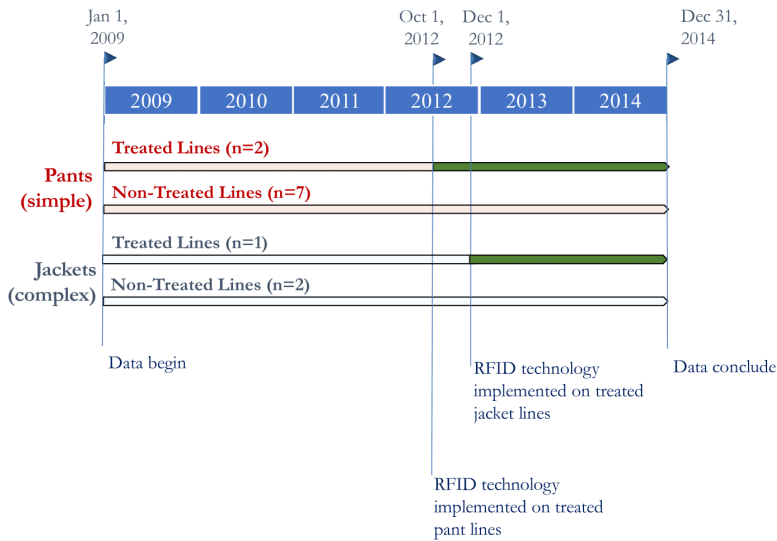 Jan 1,
2009
Oct 1,
2012
Dec 1,
2012
Dec 31,
2014
2009
2010
2011
2012
2013
2014
Pants
(simple)
Treated Lines (n=2)
Non-Treated Lines (n=7)
Jackets
(complex)
Treated Lines (n=1)
Non-Treated Lines (n=2)
Data begin
RFID technology
implemented on treated
jacket lines
Data conclude
RFID technology
implemented on treated
pant lines